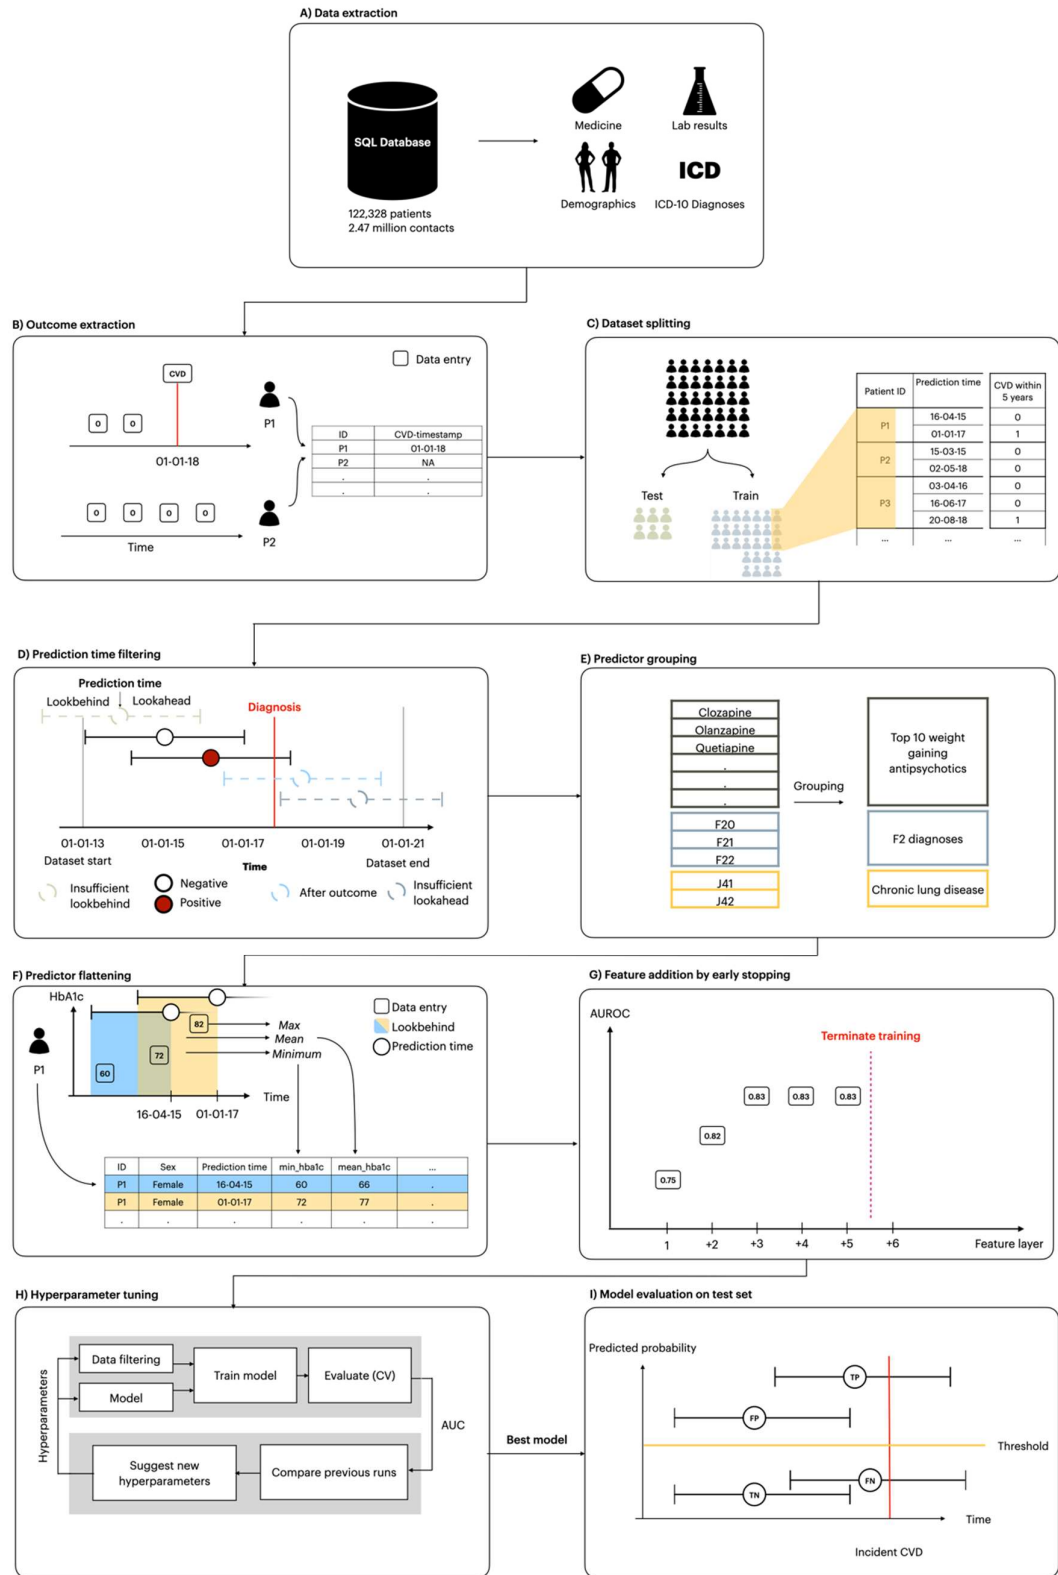 A) Data extraction
SQL Database
Medicine
Lab results
ICD
Demographics
ICD-10 Diagnoses
122,328 patients
2.47 million contacts
B) Outcome extraction
Data entry
CVD
0 0
P1
01-01-18
0 0 0 0
P2
Time
ID CVD-timestamp
P1 01-01-18
P2 NA
. .
. .
C) Dataset splitting
Test
Train
Patient ID Prediction time CVD within
5 years
P1 16-04-15 0
01-01-17 1
P2 15-03-15 0
02-05-18 0
P3 03-04-16 0
16-06-17 0
20-08-18 1
... ... ...
D) Prediction time filtering
Prediction time
Lookbehind Lookahead
Diagnosis
01-01-13 01-01-15 01-01-17 01-01-19 01-01-21
Dataset start
Time
Dataset end
Insufficient
lookbehind
Negative
Positive
After outcome
Insufficient
lookahead
E) Predictor grouping
Clozapine
Olanzapine
Quetiapine
.
.
.
F20
F21
F22
J41
J42
Grouping
Top 10 weight
gaining
antipsychotics
F2 diagnoses
Chronic lung disease
F) Predictor flattening
HbA1c
P1
60
72
82
Max
Mean
Minimum
Data entry
Lookbehind
Prediction time
Time
16-04-15 01-01-17
ID Sex Prediction time min_hba1c mean_hba1c ...
P1 Female 16-04-15 60 66 .
P1 Female 01-01-17 72 77 .
. . . . . .
G) Feature addition by early stopping
AUROC
Terminate training
0.75
0.82
0.83
0.83
0.83
1 +2 +3 +4 +5 +6
Feature layer
H) Hyperparameter tuning
Hyperparameters
Data filtering
Model
Train model
Evaluate (CV)
AUC
Suggest new
hyperparameters
Compare previous runs
Best model
I) Model evaluation on test set
Predicted probability
TP
FP
Threshold
FN
TN
Time
Incident CVD